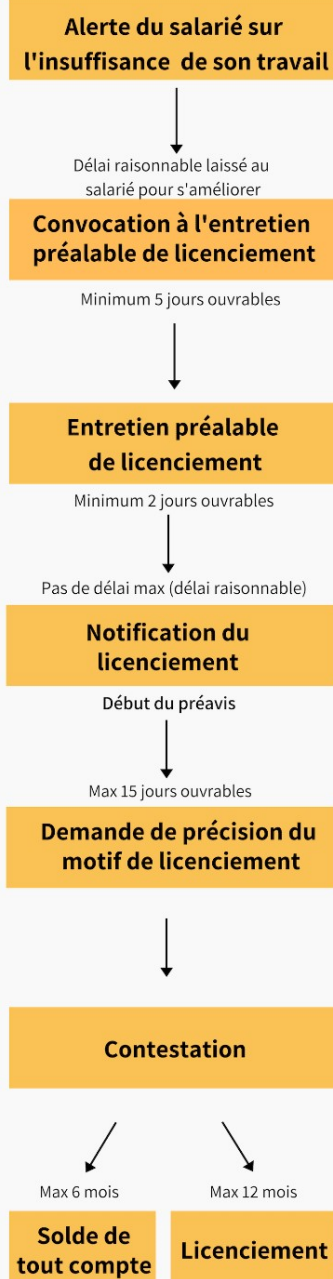 Alerte du salarié sur
l'insuffisance de son travail
Délai raisonnable laissé au
salarié pour s'améliorer
Convocation à l'entretien
préalable de licenciement
Minimum 5 jours ouvrables
Entretien préalable
de licenciement
Minimum 2 jours ouvrables
Pas de délai max (délai raisonnable)
Notification du
licenciement
Début du préavis
Max 15 jours ouvrables
Demande de précision du
motif de licenciement
Contestation
Max 6 mois
Max 12 mois
Solde de
tout compte
Licenciement